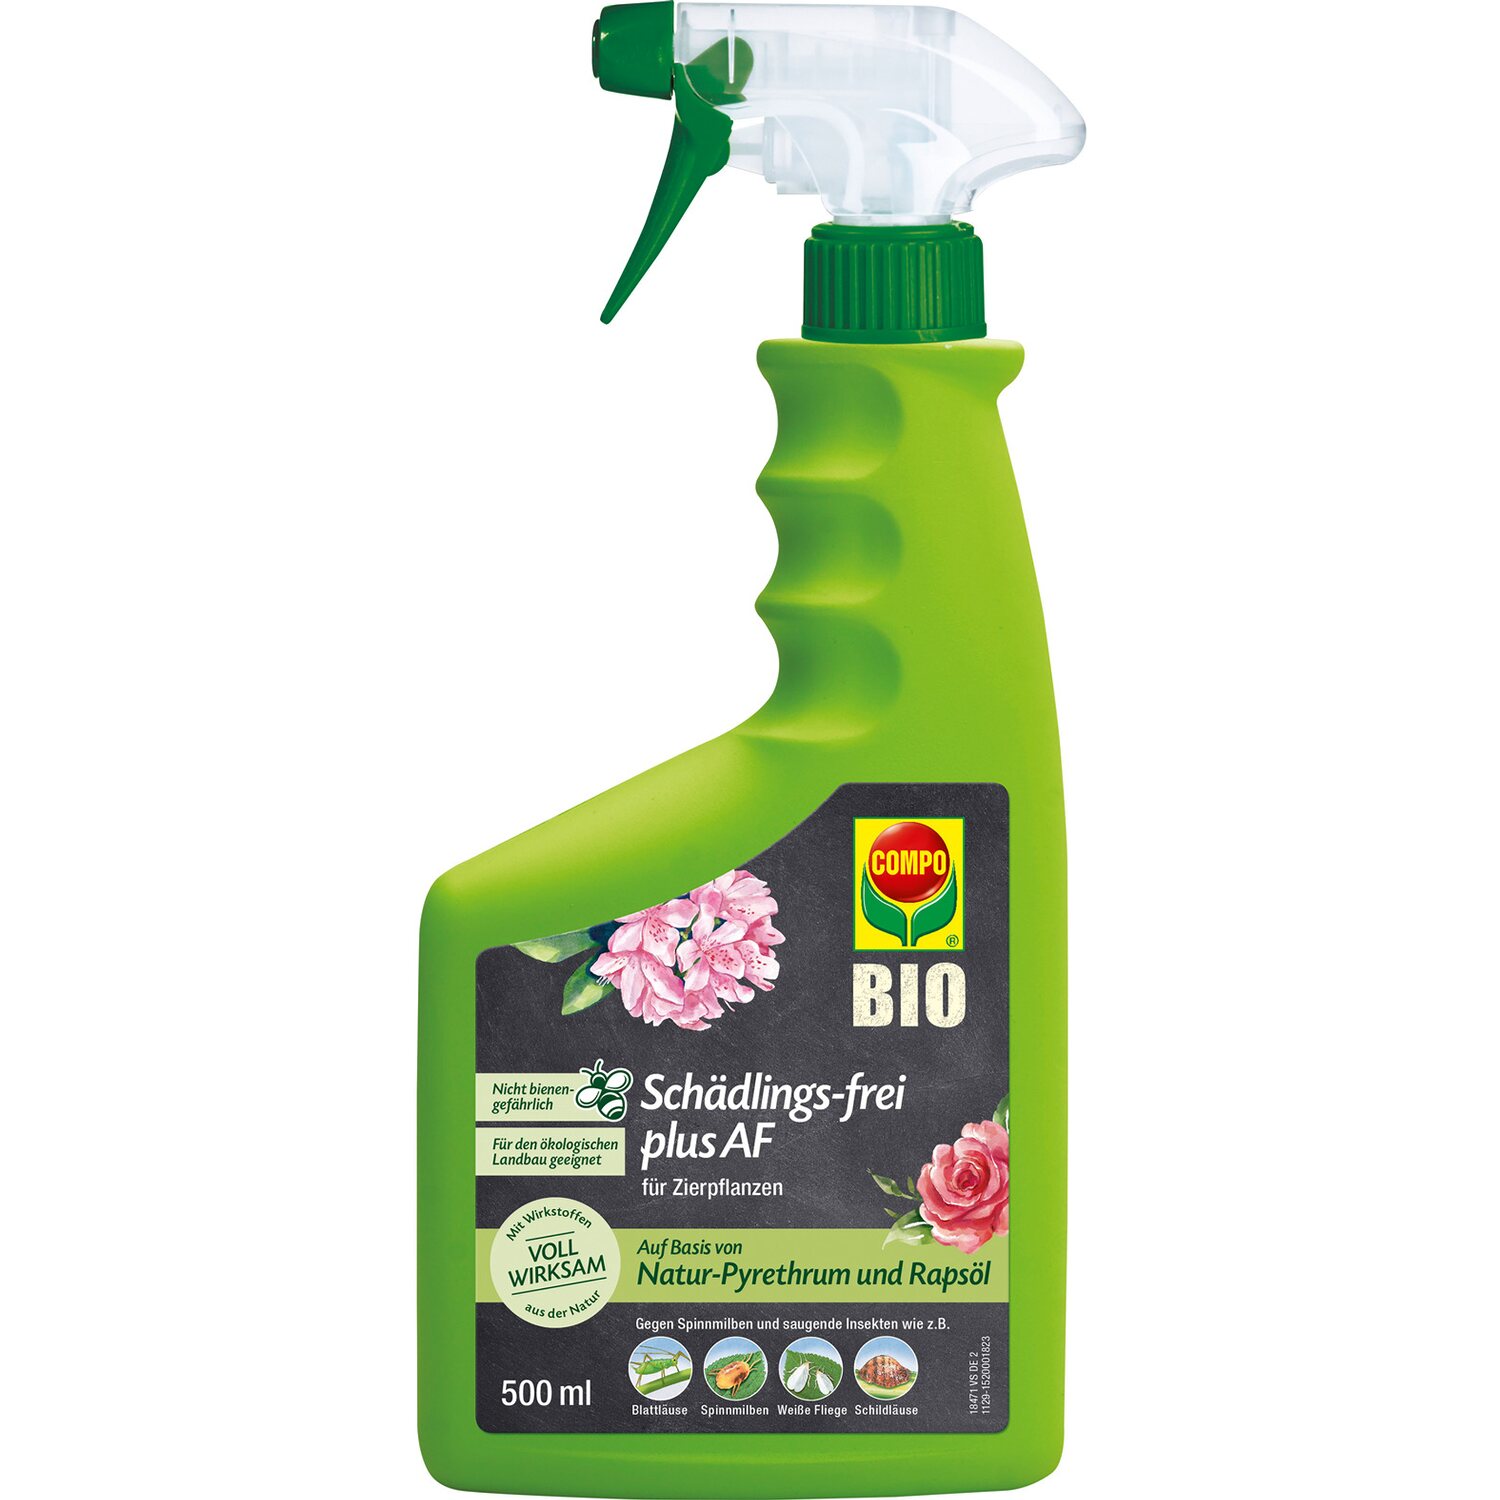 COMPO
®
BIO
Nicht bienen-
gefährlich
Für den ökologischen
Landbau geeignet
Schädlings-frei
plus AF
für Zierpflanzen
Mit Wirkstoffen
VOLL
WIRKSAM
aus der Natur
Auf Basis von
Natur-Pyrethrum und Rapsöl
Gegen Spinnmilben und saugende Insekten wie z.B.
Blattläuse Spinnmilben Weiße Fliege Schildläuse
500 ml
18471 VS DE 2
1129-1520001823